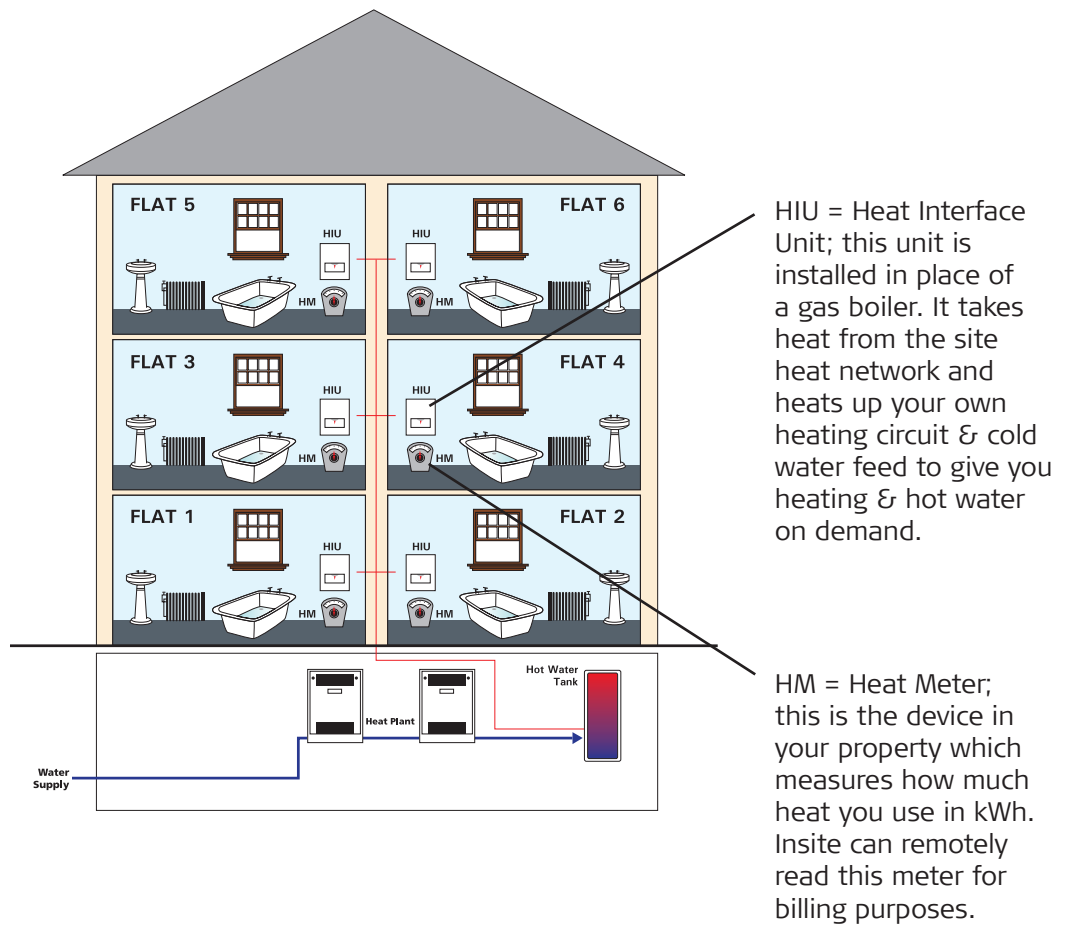 FLAT 5
HIU
HM
FLAT 6
HIU
HM
FLAT 3
HIU
HM
FLAT 4
HIU
HM
FLAT 1
HIU
HM
FLAT 2
HIU
HM
Hot Water
Tank
Heat Plant
Water
Supply
HIU = Heat Interface
Unit; this unit is
installed in place of
a gas boiler. It takes
heat from the site
heat network and
heats up your own
heating circuit & cold
water feed to give you
heating & hot water
on demand.
HM = Heat Meter;
this is the device in
your property which
measures how much
heat you use in kWh.
Insite can remotely
read this meter for
billing purposes.